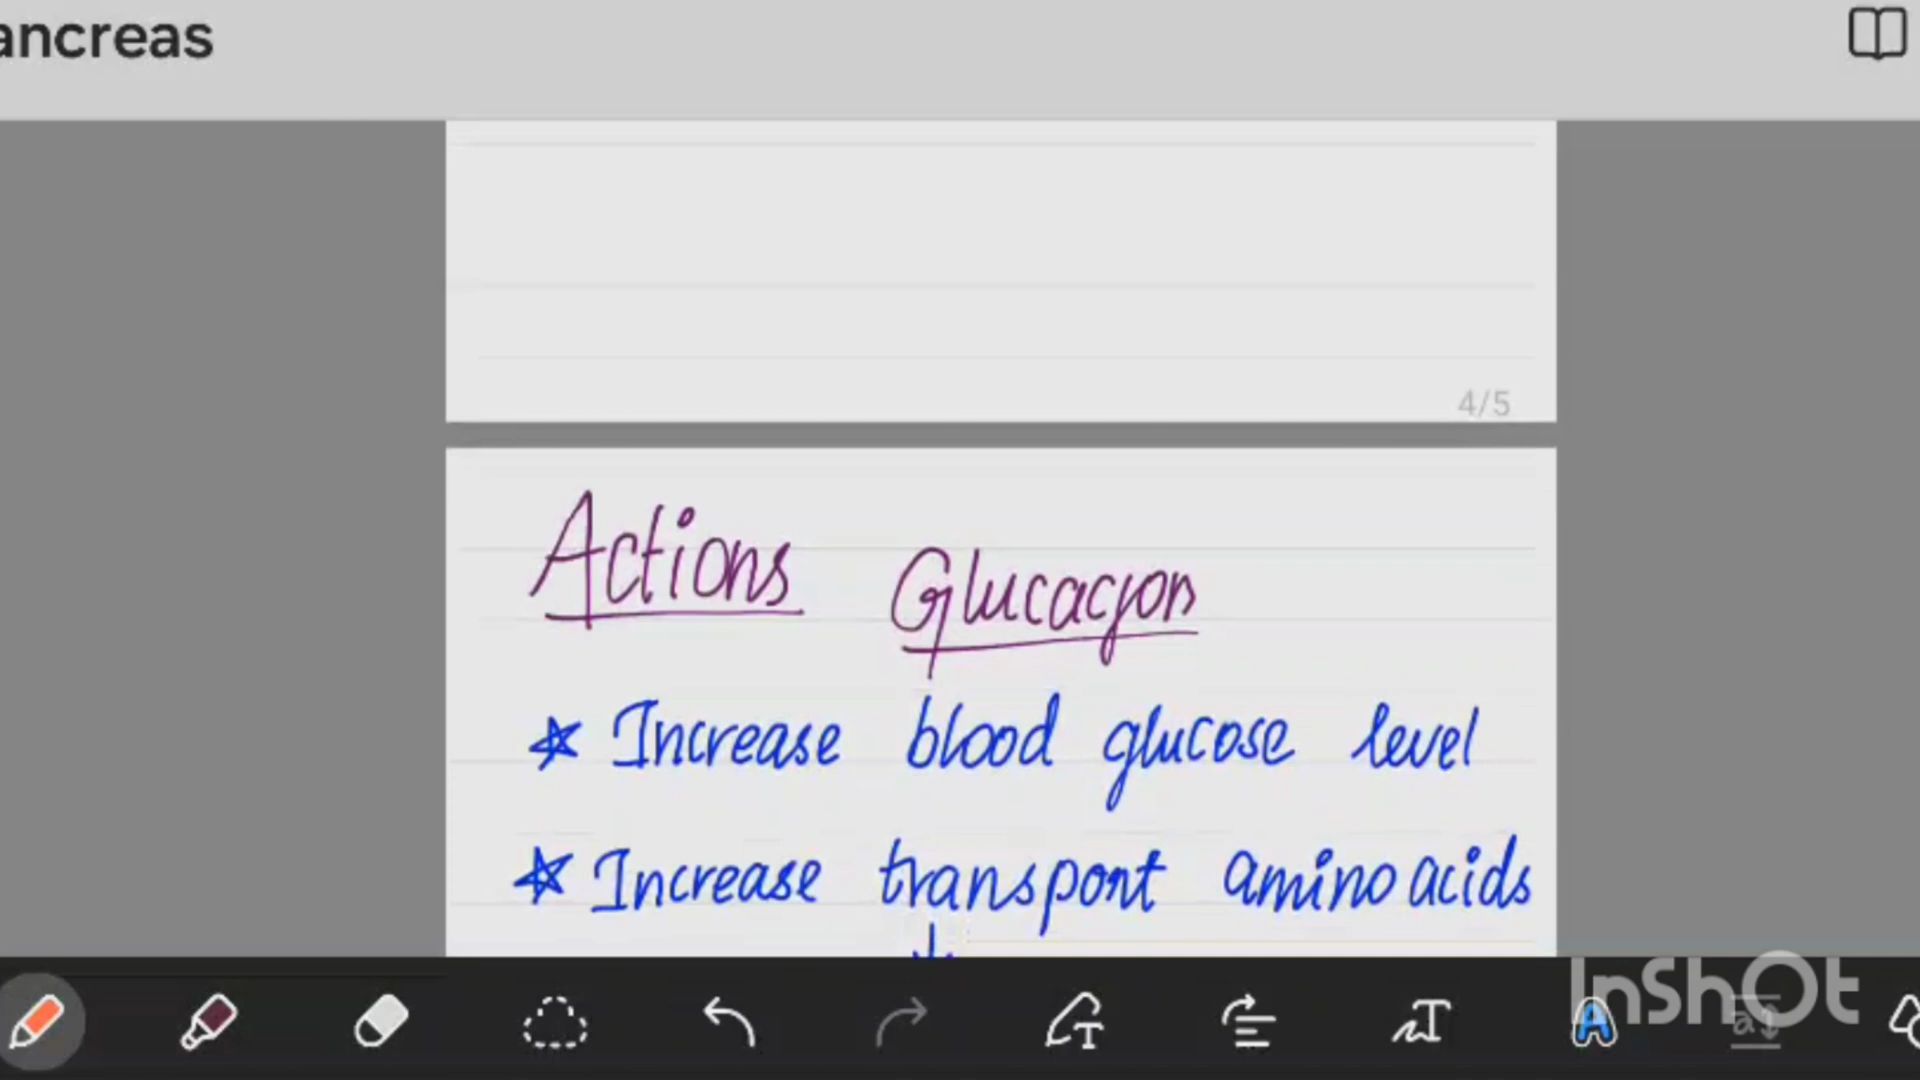 ancreas
4/5
Actions Glucagon
☆ Increase blood glucose level
☆ Increase transport amino acids
InShOt